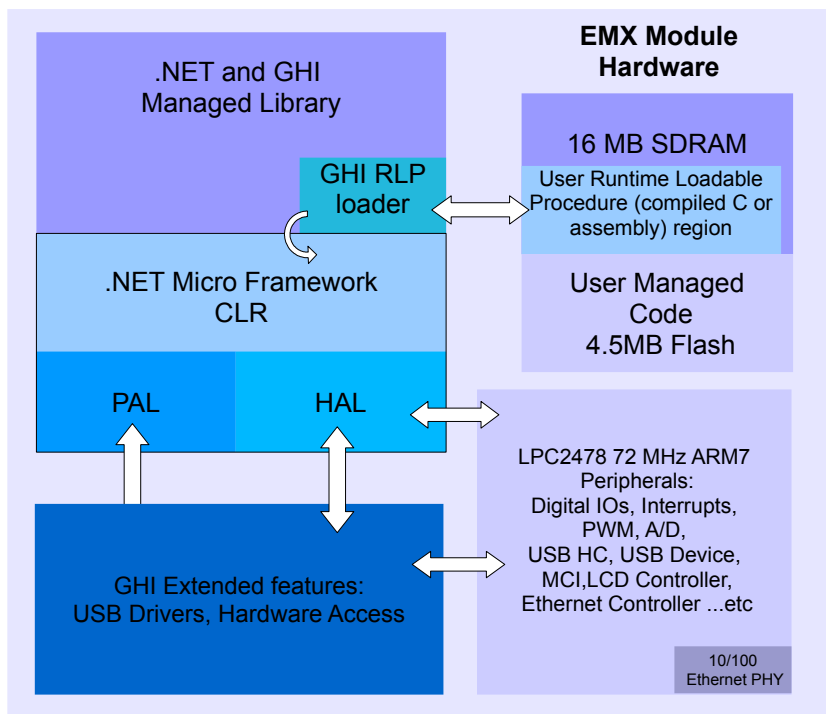 EMX Module
Hardware
.NET and GHI
Managed Library
GHI RLP
loader
16 MB SDRAM
User Runtime Loadable
Procedure (compiled C or
assembly) region
.NET Micro Framework
CLR
User Managed
Code
4.5MB Flash
PAL
HAL
LPC2478 72 MHz ARM7
Peripherals:
Digital IOs, Interrupts,
PWM, A/D,
USB HC, USB Device,
MCI,LCD Controller,
Ethernet Controller ...etc
GHI Extended features:
USB Drivers, Hardware Access
10/100
Ethernet PHY